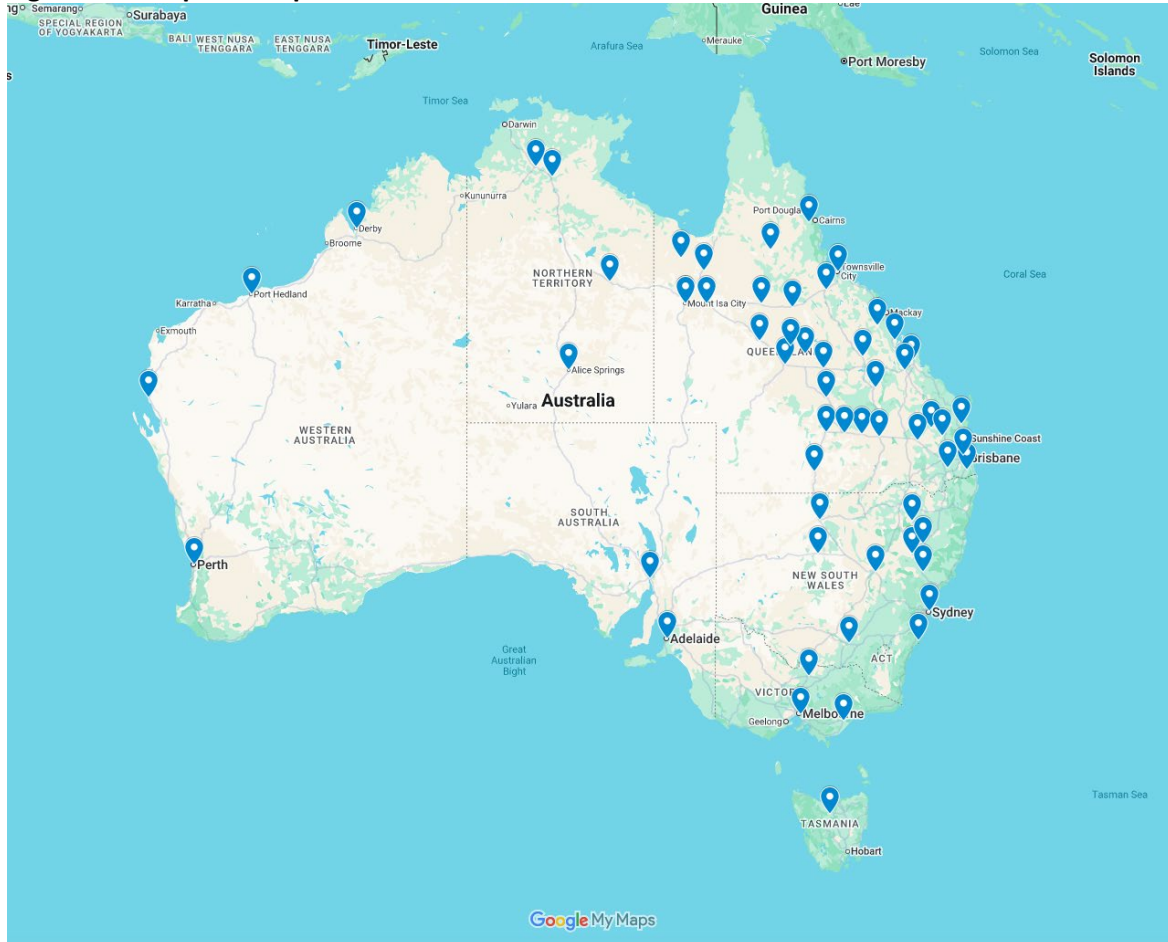 Semarang
Surabaya
SPECIAL REGION
OF YOGYAKARTA
BALI
WEST NUSA
TENGGARA
EAST NUSA
TENGGARA
Timor-Leste
Guinea
Merauke
Arafura Sea
Port Moresby
Solomon Sea
Solomon
Islands
Timor Sea
Darwin
Kununurra
Port Dougla
Cairns
Derby
Broome
NORTHERN
TERRITORY
Townsville
City
Coral Sea
Karratha
Port Hedland
Mount Isa City
Mackay
Exmouth
QUEENSLAND
Alice Springs
Yulara
Australia
WESTERN
AUSTRALIA
Sunshine Coast
Brisbane
SOUTH
AUSTRALIA
Perth
NEW SOUTH
WALES
Sydney
Adelaide
Great
Australian
Bight
ACT
VICTOR
Melbourne
Geelong
Tasman Sea
TASMANIA
Hobart
Google My Maps